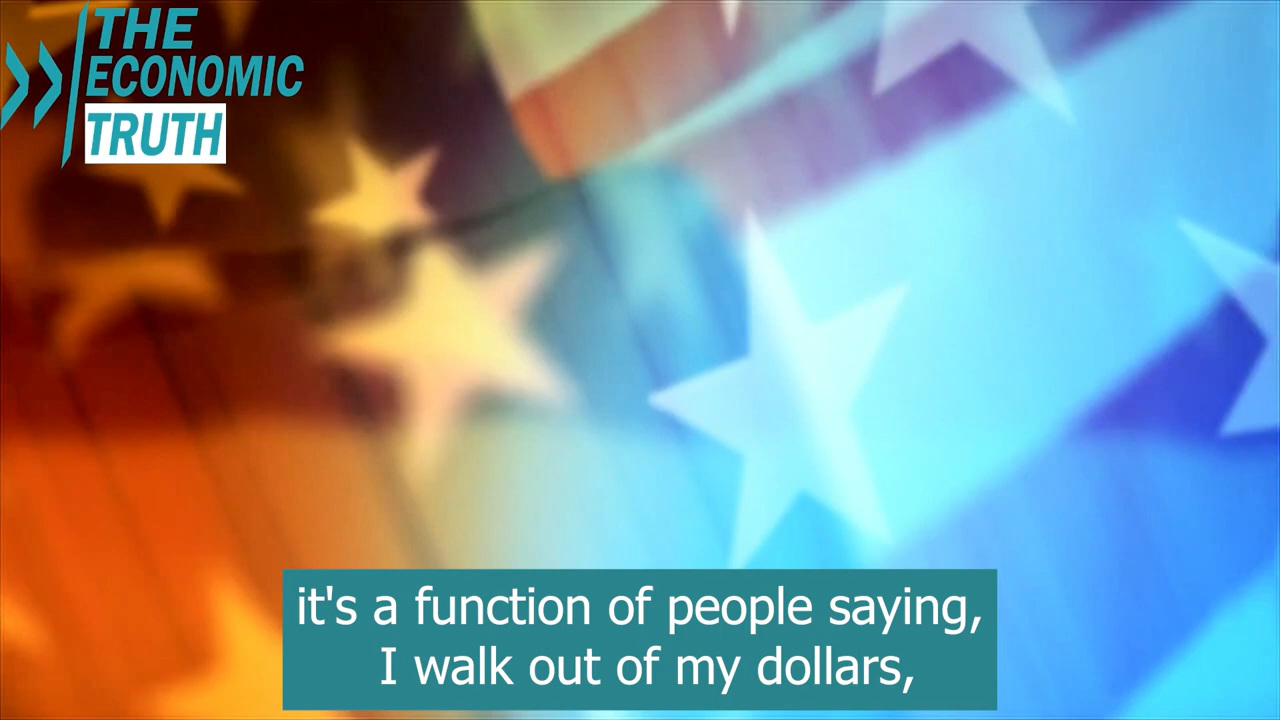 THE
ECONOMIC
TRUTH
it's a function of people saying,
I walk out of my dollars,